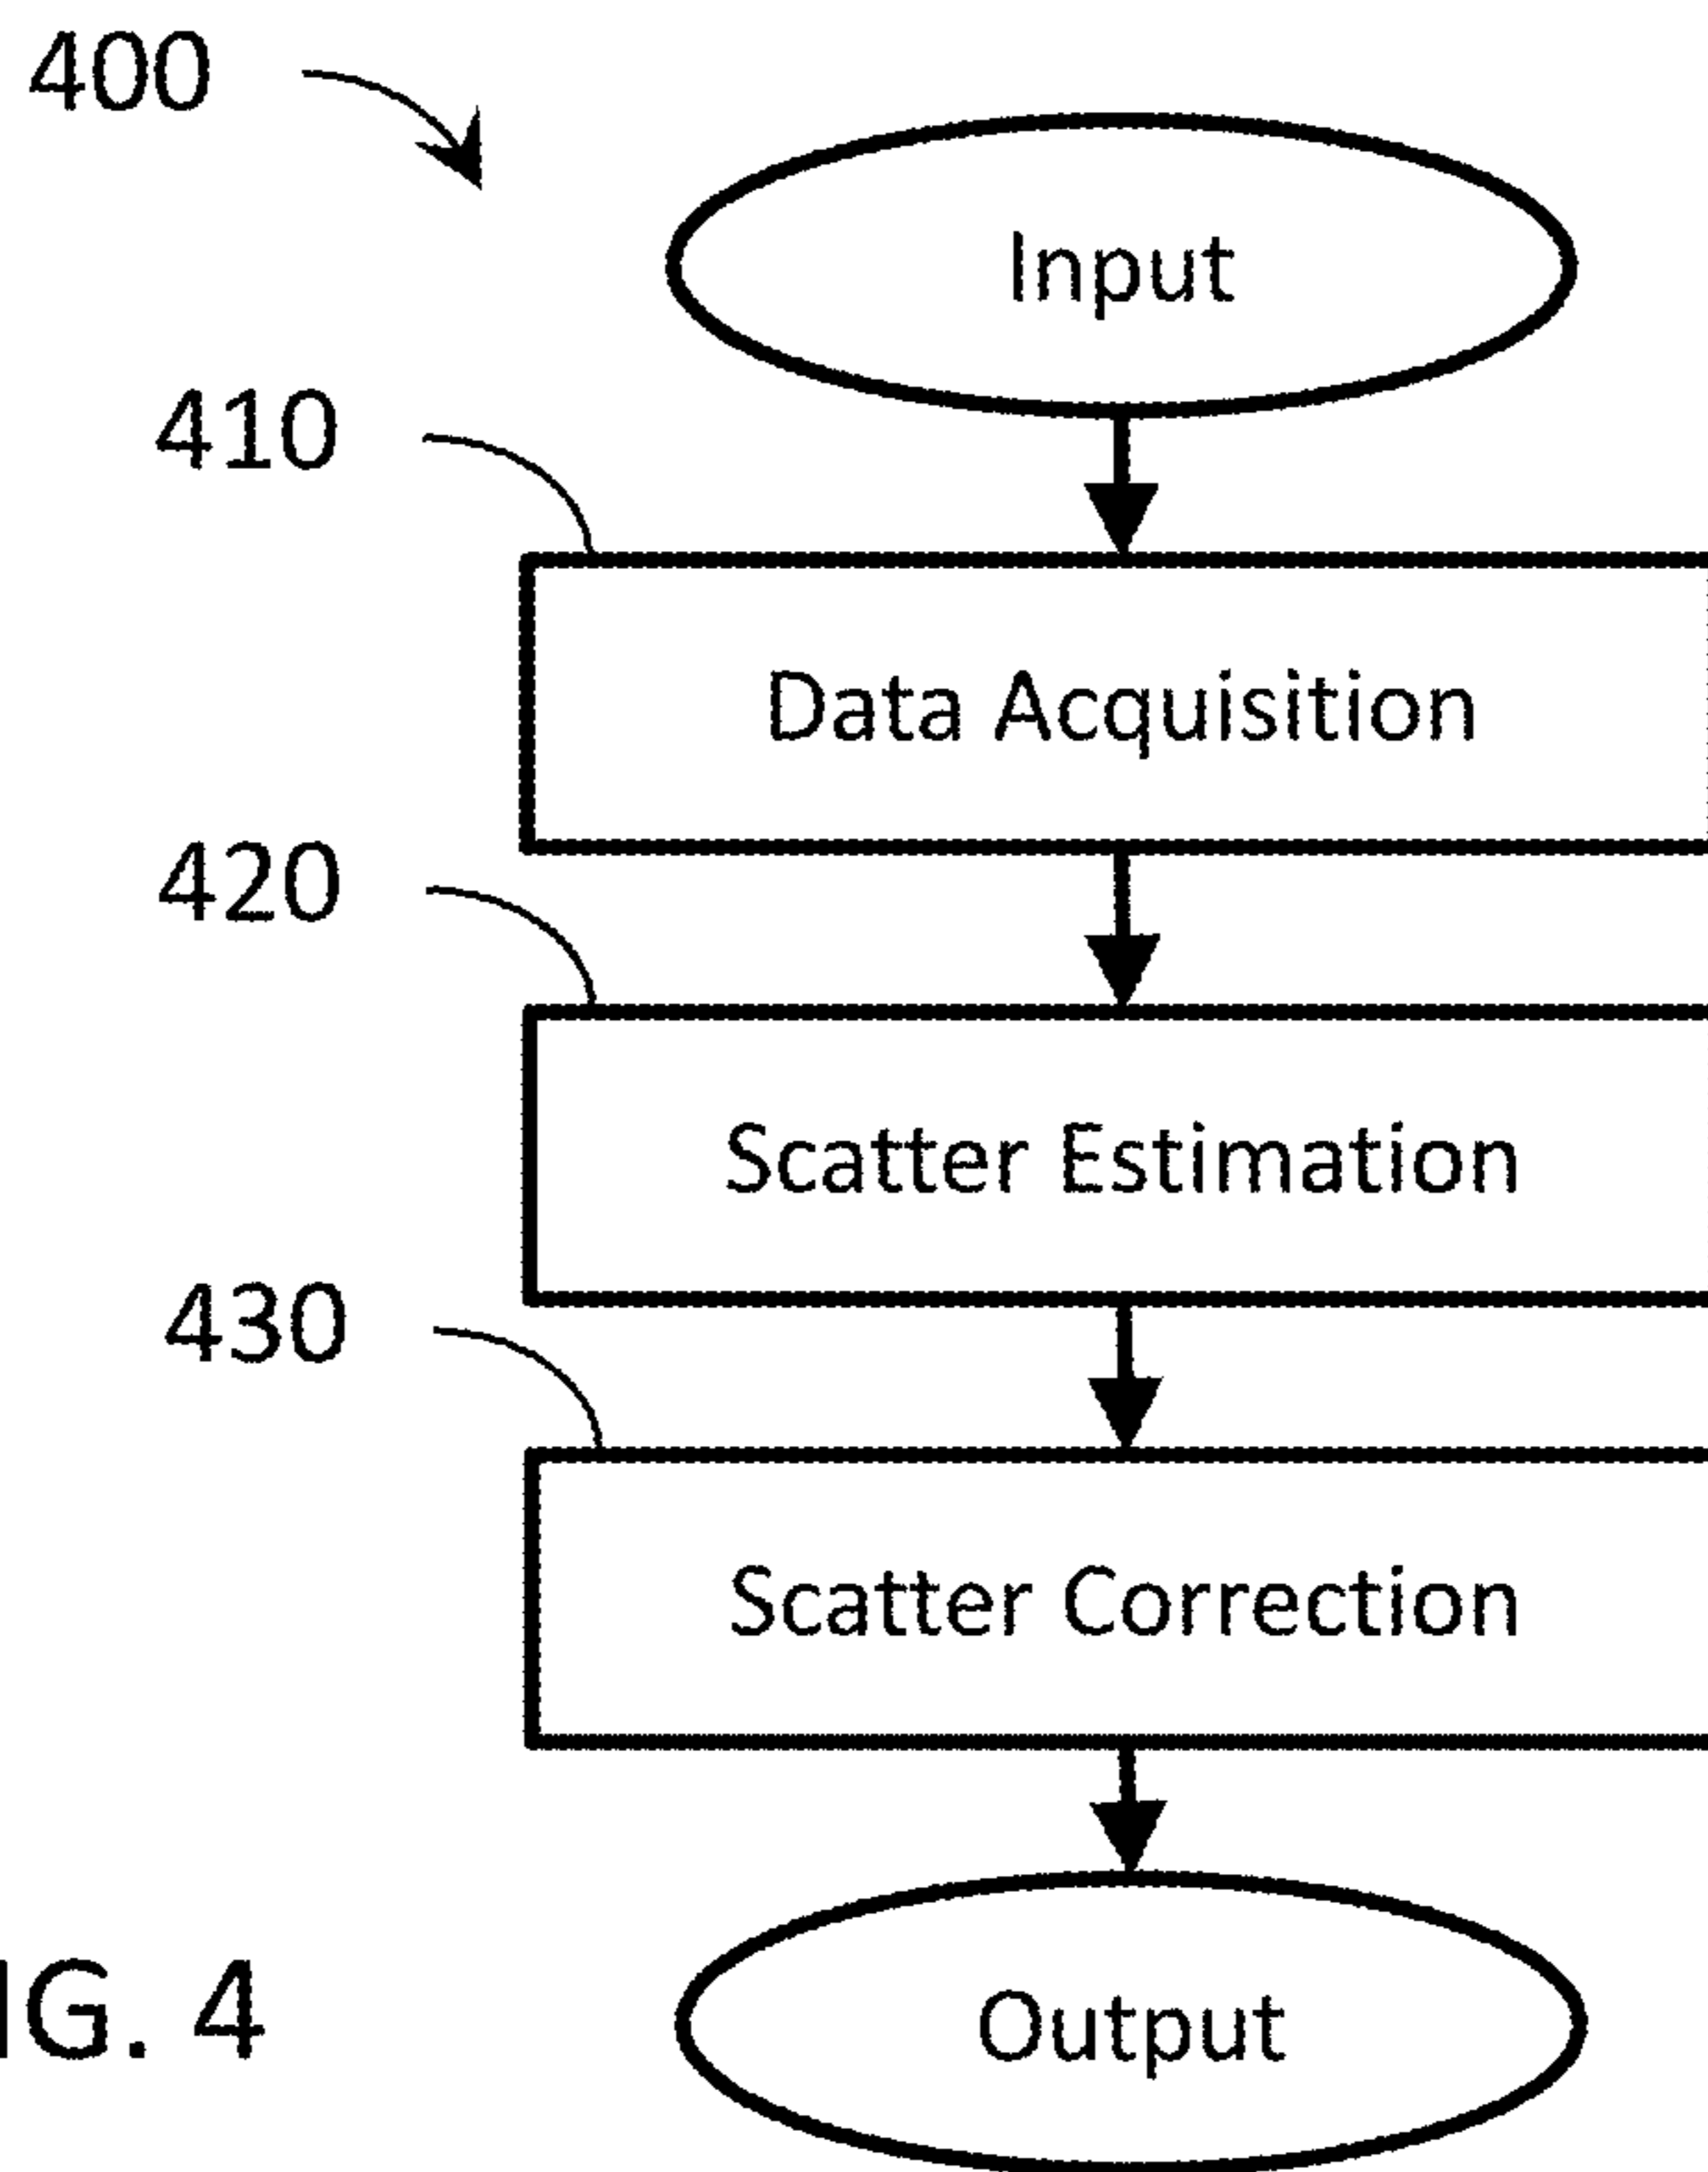 400
Input
410
Data Acquisition
420
Scatter Estimation
430
Scatter Correction
IG. 4
Output